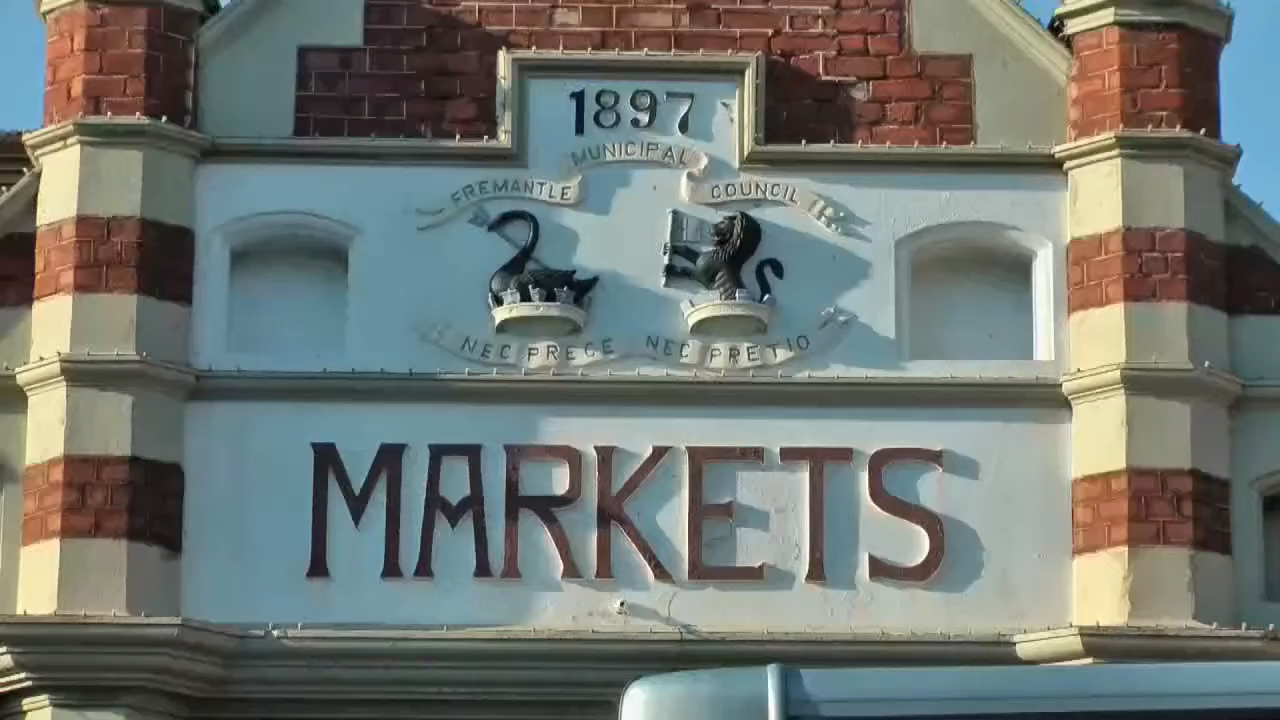 1897
MUNICIPAL
FREMANTLE COUNCIL
NEC PRECE NEC PRETIO
MARKETS